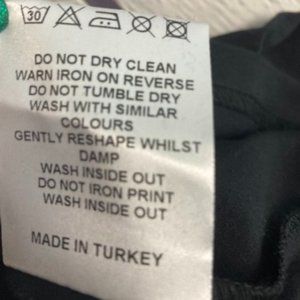 30
DO NOT DRY CLEAN
WARN IRON ON REVERSE
DO NOT TUMBLE DRY
WASH WITH SIMILAR
COLOURS
GENTLY RESHAPE WHILST
DAMP
WASH INSIDE OUT
DO NOT IRON PRINT
WASH INSIDE OUT
MADE IN TURKEY